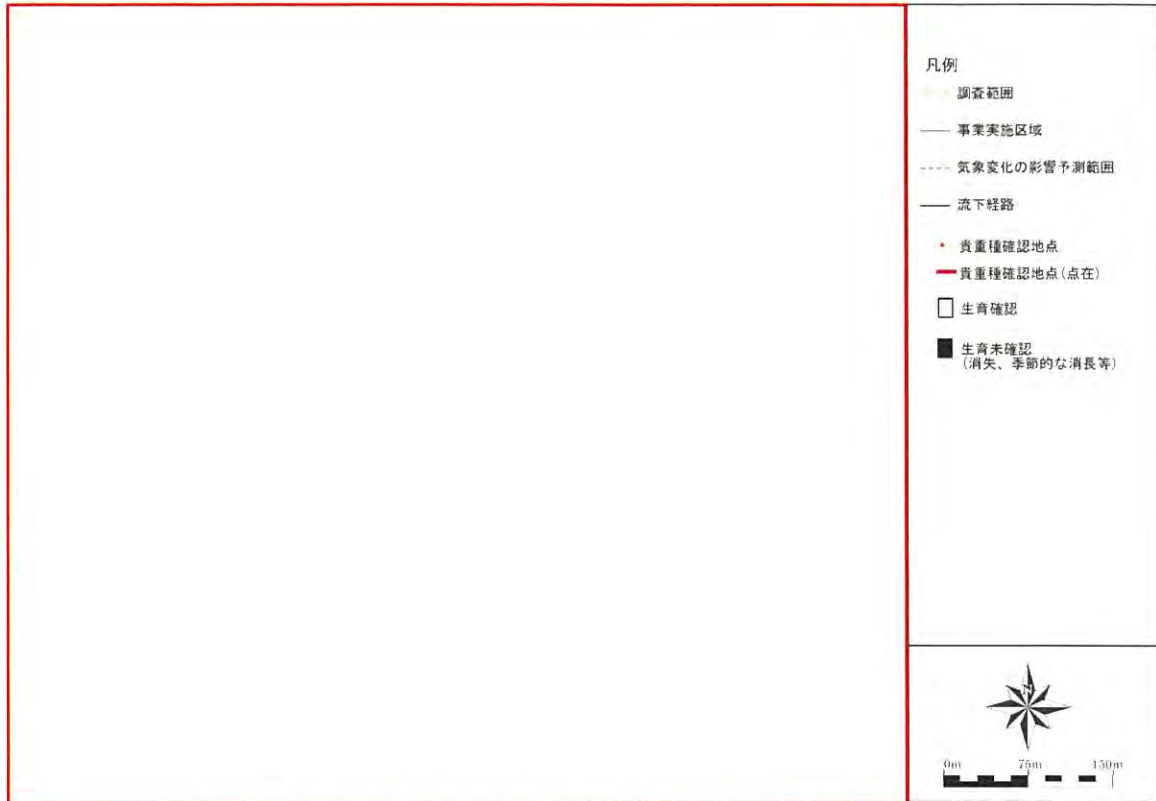 凡例
調査範囲
事業実施区域
気象変化の影響予測範囲
流下経路
貴重種確認地点
貴重種確認地点(点在)
生育確認
生育未確認
(消失、季節的な消長等)
N
0m 75m 150m